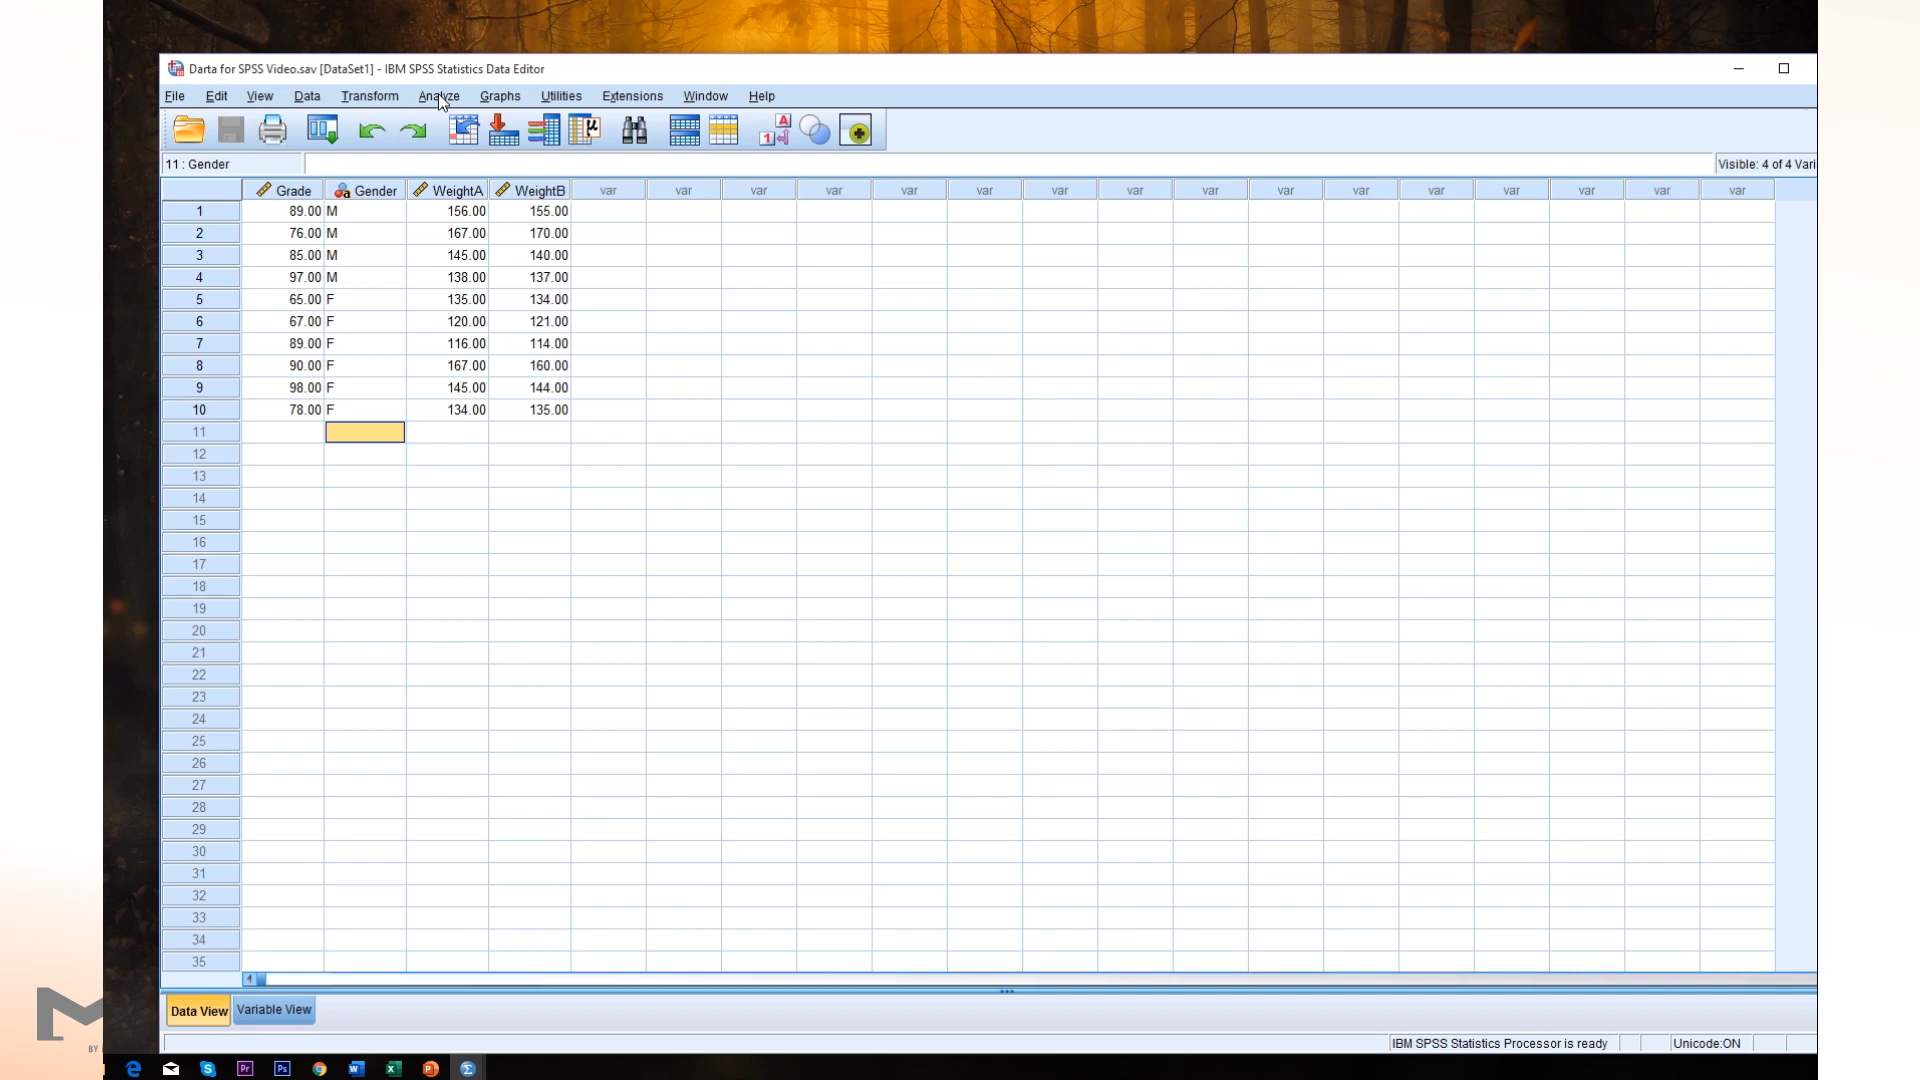 Darta for SPSS Video.sav [DataSet1] - IBM SPSS Statistics Data Editor
File Edit View Data Transform Analyze Graphs Utilities Extensions Window Help
11 : Gender
Visible: 4 of 4 Vari
Grade Gender WeightA WeightB var var var var var var var var var var var var var var var var
1 89.00 M 156.00 155.00
2 76.00 M 167.00 170.00
3 85.00 M 145.00 140.00
4 97.00 M 138.00 137.00
5 65.00 F 135.00 134.00
6 67.00 F 120.00 121.00
7 89.00 F 116.00 114.00
8 90.00 F 167.00 160.00
9 98.00 F 145.00 144.00
10 78.00 F 134.00 135.00
11
12
13
14
15
16
17
18
19
20
21
22
23
24
25
26
27
28
29
30
31
32
33
34
35
Data View Variable View
IBM SPSS Statistics Processor is ready Unicode:ON
BY